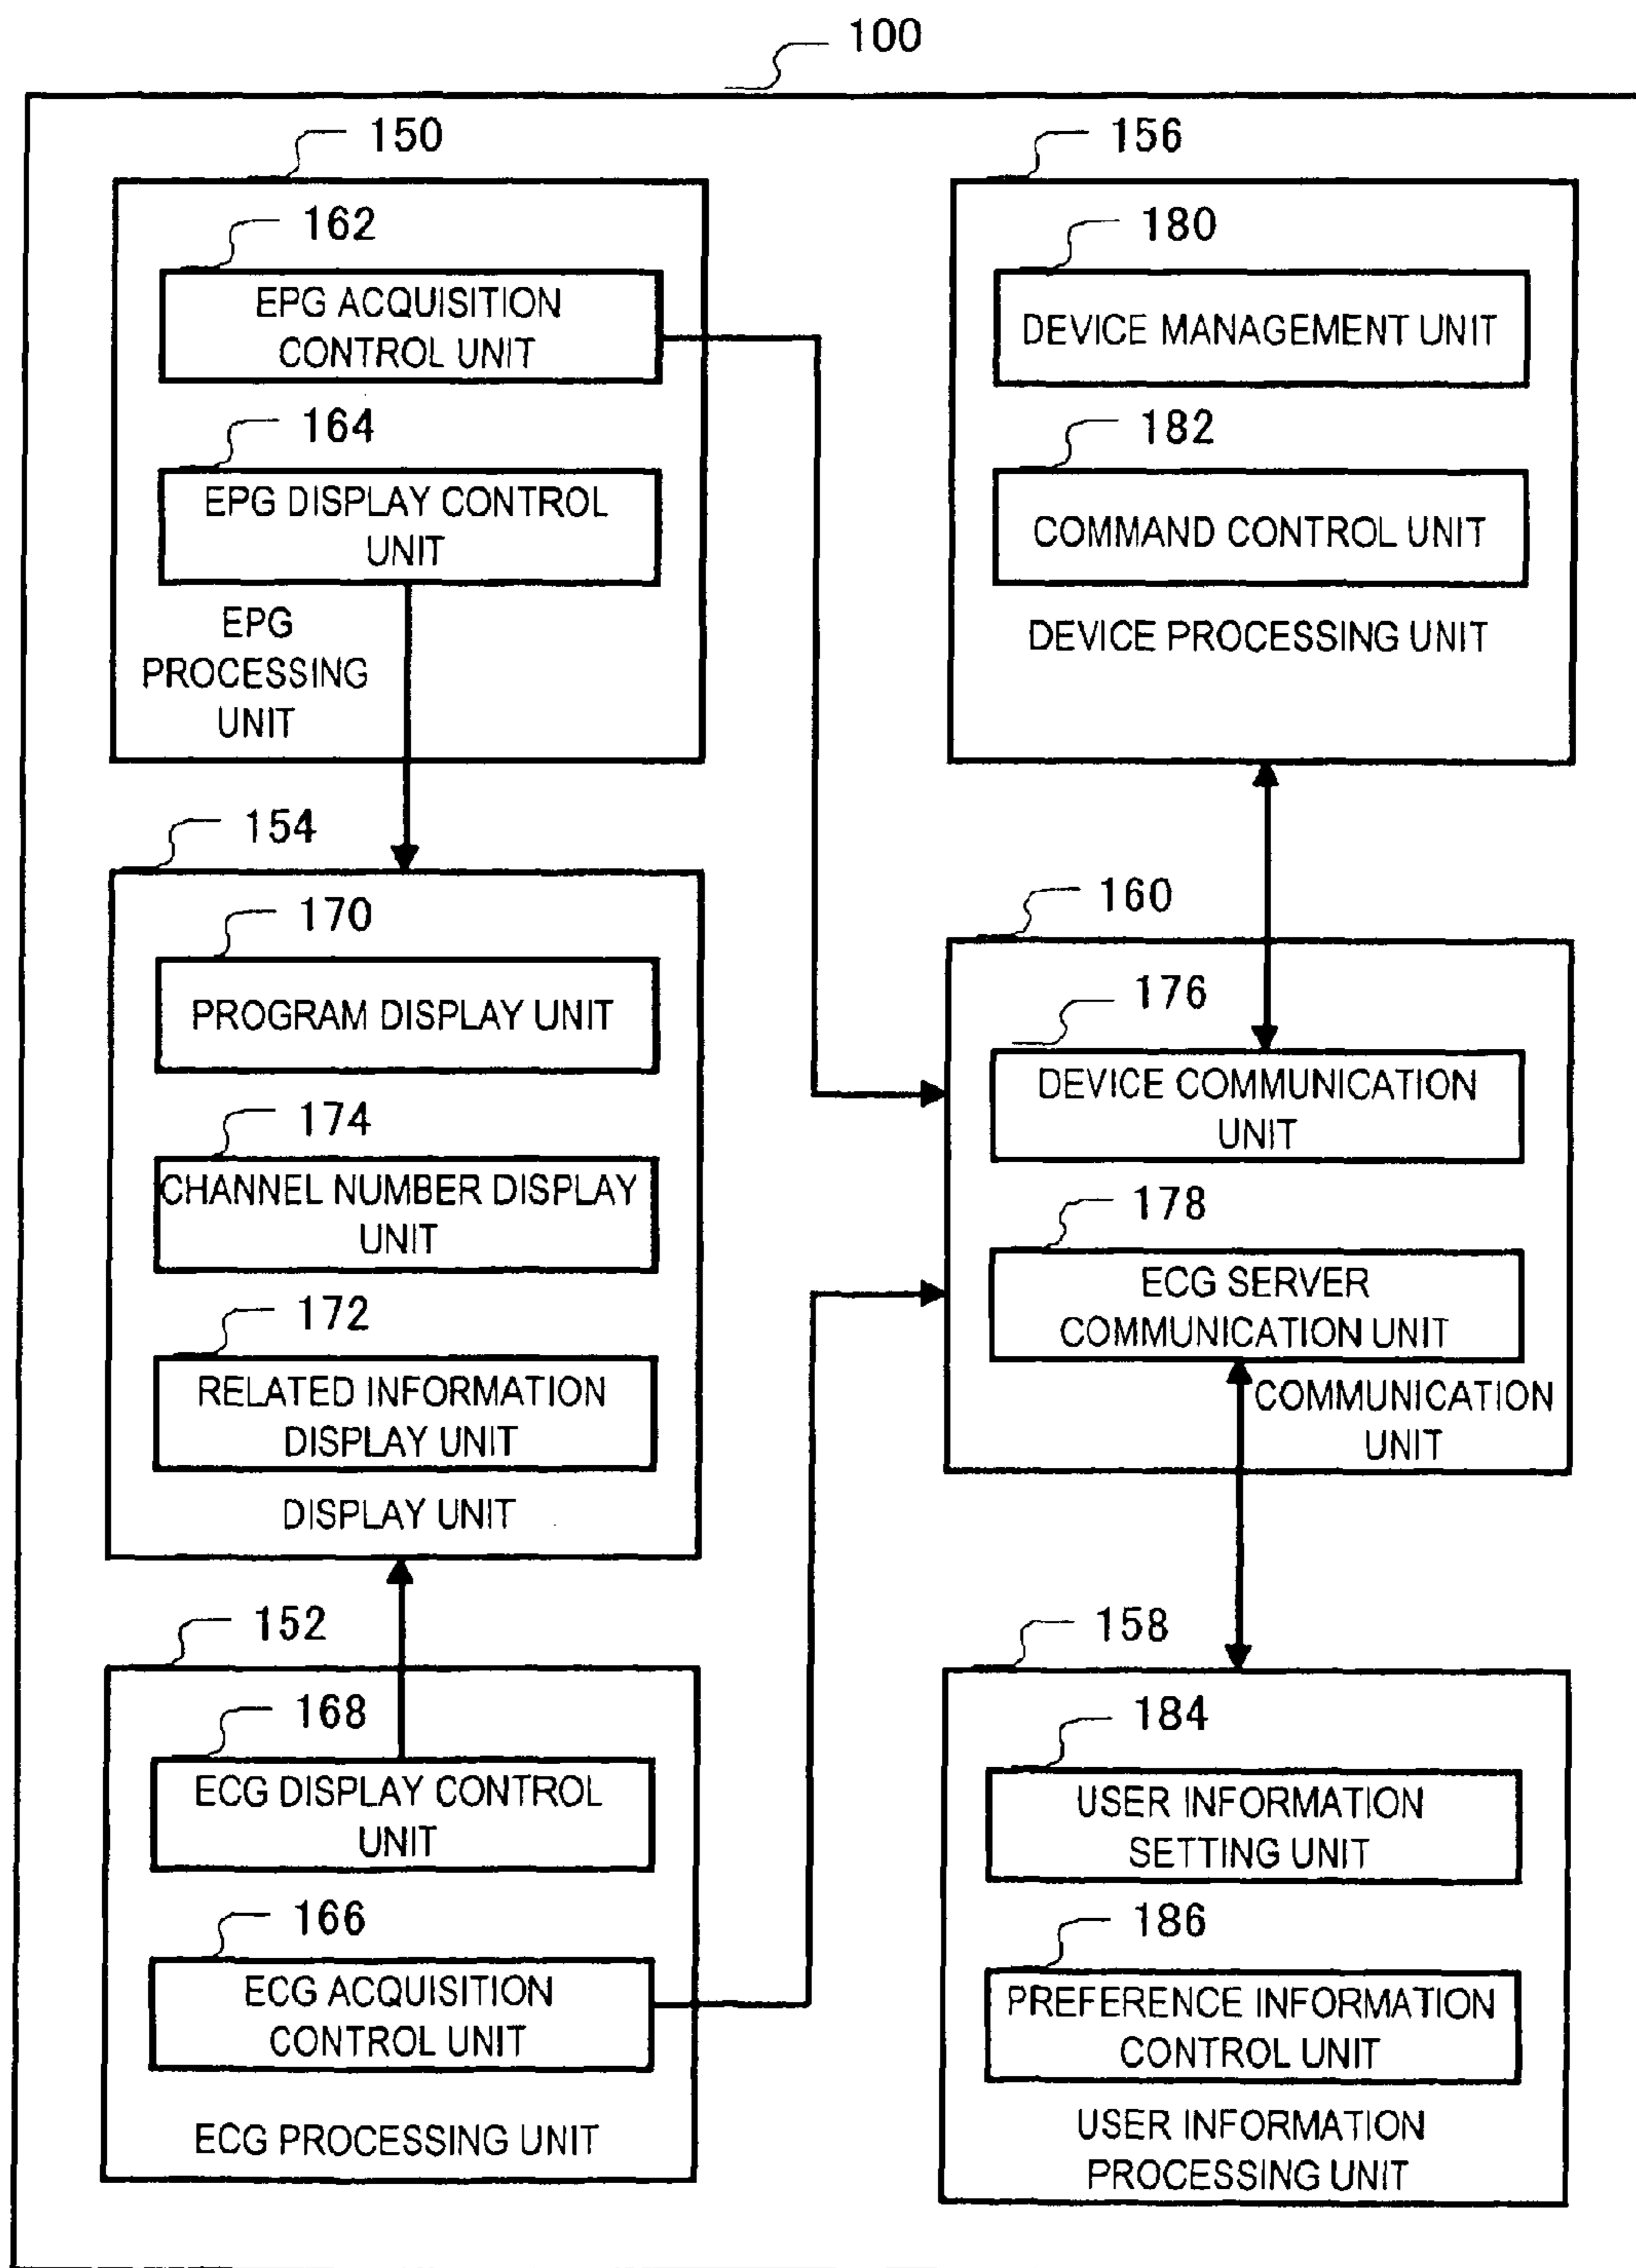 100
150
162
EPG ACQUISITION
CONTROL UNIT
164
EPG DISPLAY CONTROL
UNIT
EPG
PROCESSING
UNIT
154
170
PROGRAM DISPLAY UNIT
174
CHANNEL NUMBER DISPLAY
UNIT
172
RELATED INFORMATION
DISPLAY UNIT
DISPLAY UNIT
152
168
ECG DISPLAY CONTROL
UNIT
166
ECG ACQUISITION
CONTROL UNIT
ECG PROCESSING UNIT
156
180
DEVICE MANAGEMENT UNIT
182
COMMAND CONTROL UNIT
DEVICE PROCESSING UNIT
160
176
DEVICE COMMUNICATION
UNIT
178
ECG SERVER
COMMUNICATION UNIT
COMMUNICATION
UNIT
158
184
USER INFORMATION
SETTING UNIT
186
PREFERENCE INFORMATION
CONTROL UNIT
USER INFORMATION
PROCESSING UNIT